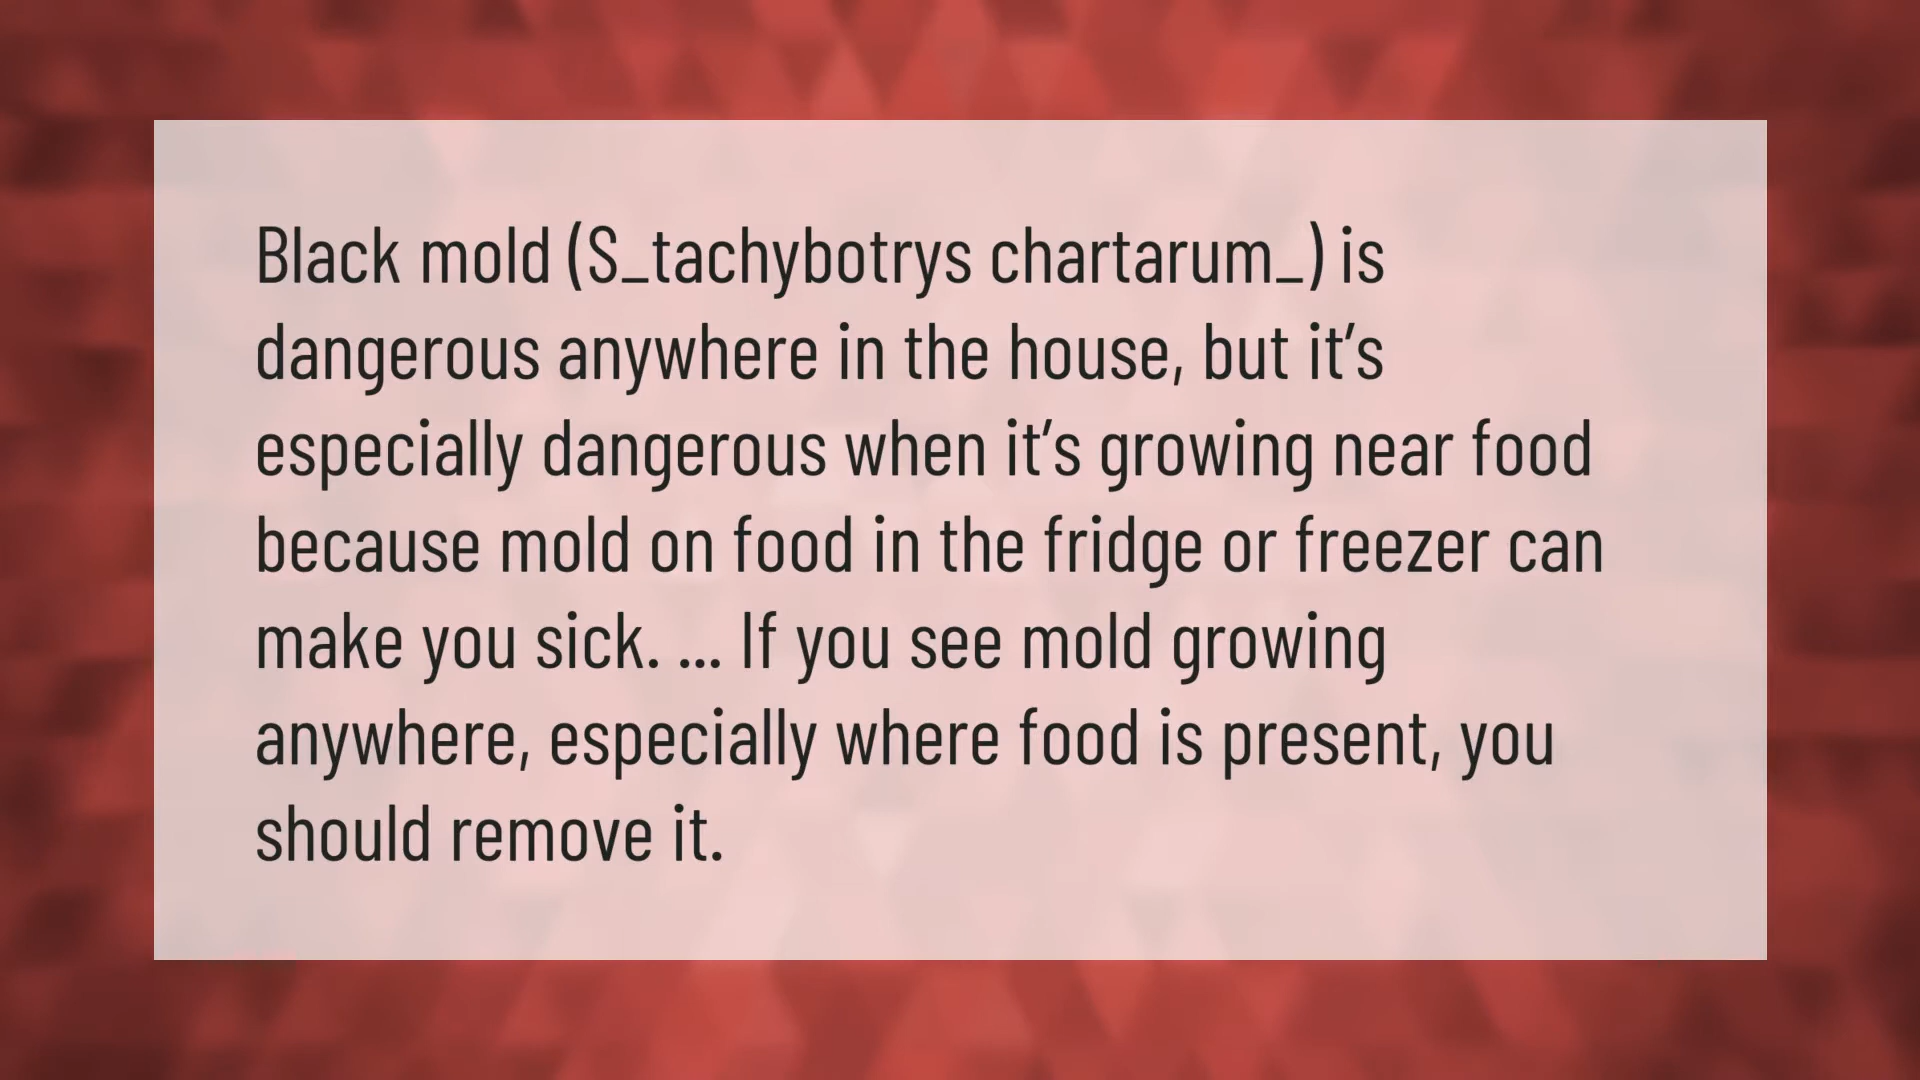 Black mold (S_tachybotrys chartarum_) is
dangerous anywhere in the house, but it’s
especially dangerous when it’s growing near food
because mold on food in the fridge or freezer can
make you sick. ... If you see mold growing
anywhere, especially where food is present, you
should remove it.